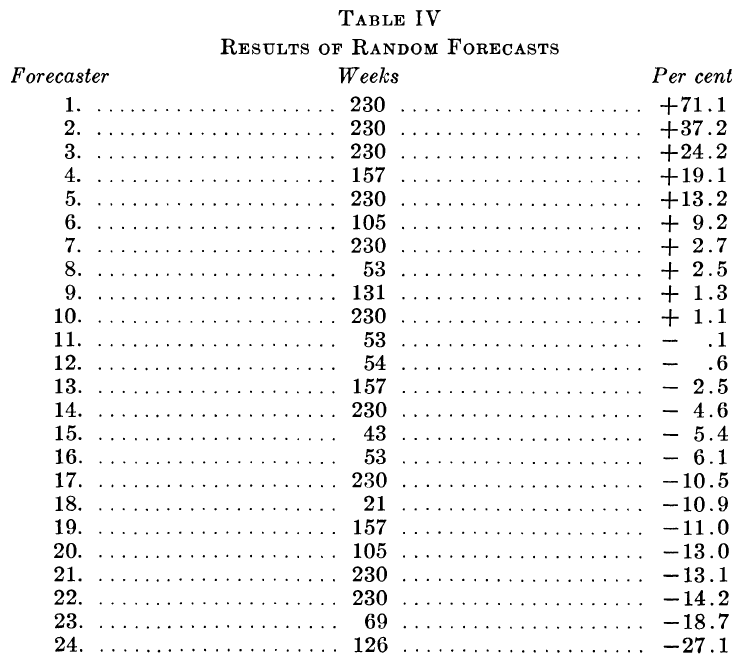 TABLE IV
RESULTS OF RANDOM FORECASTS
Forecaster Weeks Per cent
1. ..................... 230 ..................... +71.1
2. ..................... 230 ..................... +37.2
3. ..................... 230 ..................... +24.2
4. ..................... 157 ..................... +19.1
5. ..................... 230 ..................... +13.2
6. ..................... 105 ..................... + 9.2
7. ..................... 230 ..................... + 2.7
8. ..................... 53 ..................... + 2.5
9. ..................... 131 ..................... + 1.3
10. ..................... 230 ..................... + 1.1
11. ..................... 53 ..................... − .1
12. ..................... 54 ..................... − .6
13. ..................... 157 ..................... − 2.5
14. ..................... 230 ..................... − 4.6
15. ..................... 43 ..................... − 5.4
16. ..................... 53 ..................... − 6.1
17. ..................... 230 ..................... −10.5
18. ..................... 21 ..................... −10.9
19. ..................... 157 ..................... −11.0
20. ..................... 105 ..................... −13.0
21. ..................... 230 ..................... −13.1
22. ..................... 230 ..................... −14.2
23. ..................... 69 ..................... −18.7
24. ..................... 126 ..................... −27.1